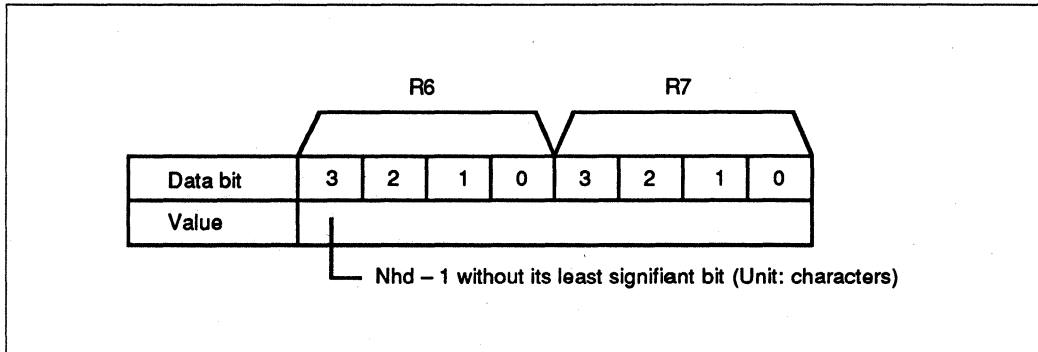 R6 R7
Data bit 3 2 1 0 3 2 1 0
Value
Nhd – 1 without its least signifiant bit (Unit: characters)